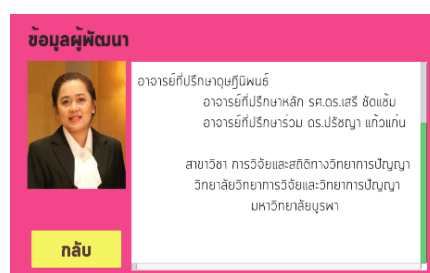 ข้อมูลผู้พัฒนา
อาจารย์ที่ปรึกษาดุษฎีนิพนธ์
อาจารย์ที่ปรึกษาหลัก รศ.ดร.เสรี ชัดแช้ม
อาจารย์ที่ปรึกษาร่วม ดร.ปรัชญา แก้วแก่น
สาขาวิชา การวิจัยและสถิติทางวิทยาการปัญญา
วิทยาลัยวิทยาการวิจัยและวิทยาการปัญญา
มหาวิทยาลัยบูรพา
กลับ